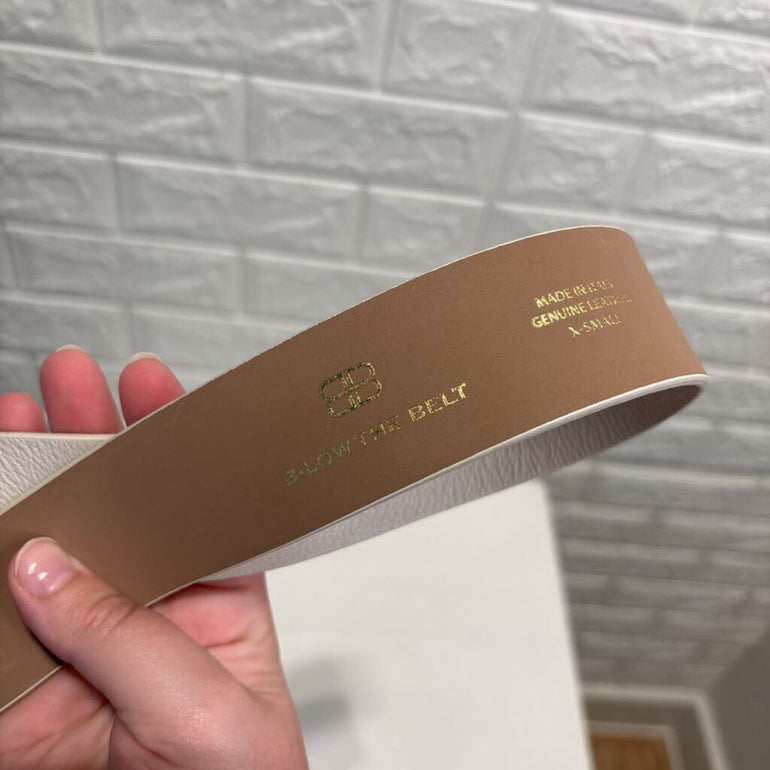 B-LOW THE BELT
MADE IN ITALY
GENUINE LEATHER
X-SMALL